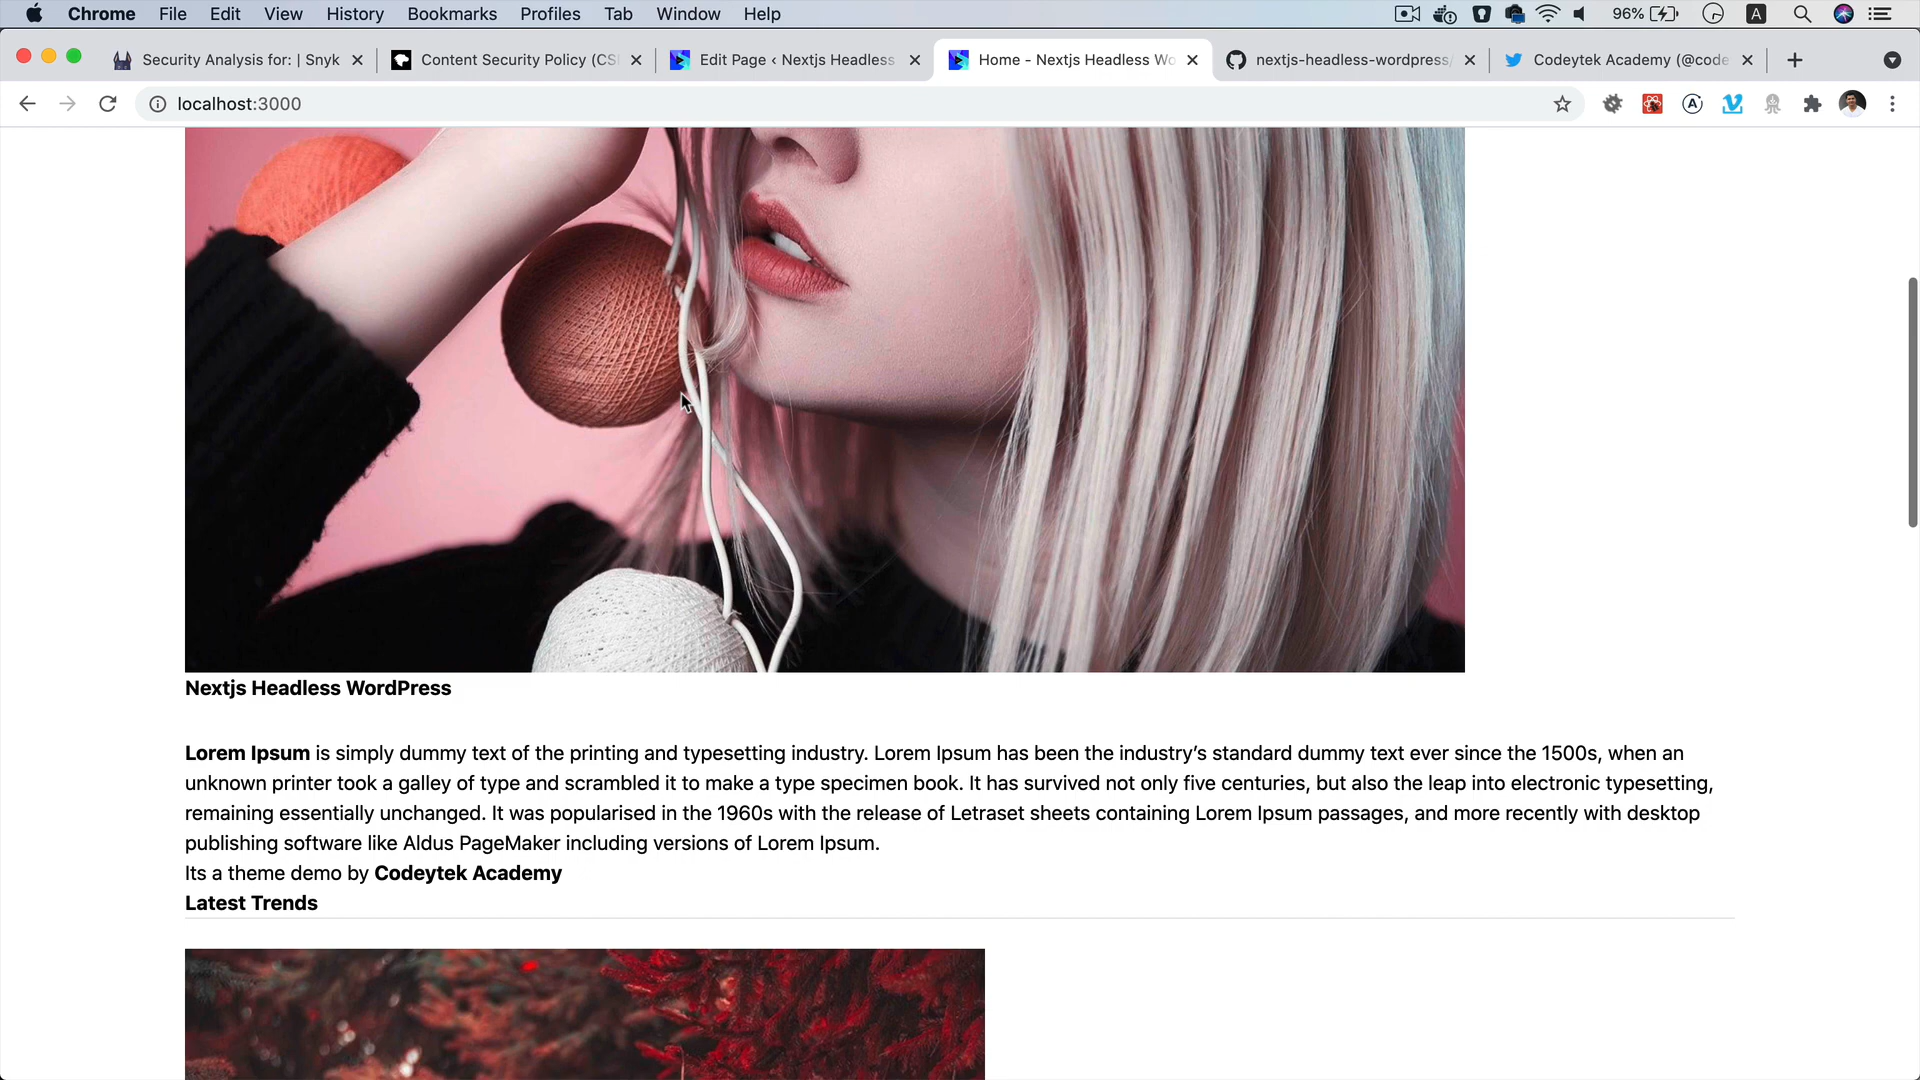 Chrome File Edit View History Bookmarks Profiles Tab Window Help 96% A
Security Analysis for: | Snyk Content Security Policy (CS Edit Page ‹ Nextjs Headless Home - Nextjs Headless Wo nextjs-headless-wordpress/ Codeytek Academy (@code
localhost:3000
Nextjs Headless WordPress
Lorem Ipsum is simply dummy text of the printing and typesetting industry. Lorem Ipsum has been the industry’s standard dummy text ever since the 1500s, when an
unknown printer took a galley of type and scrambled it to make a type specimen book. It has survived not only five centuries, but also the leap into electronic typesetting,
remaining essentially unchanged. It was popularised in the 1960s with the release of Letraset sheets containing Lorem Ipsum passages, and more recently with desktop
publishing software like Aldus PageMaker including versions of Lorem Ipsum.
Its a theme demo by Codeytek Academy
Latest Trends